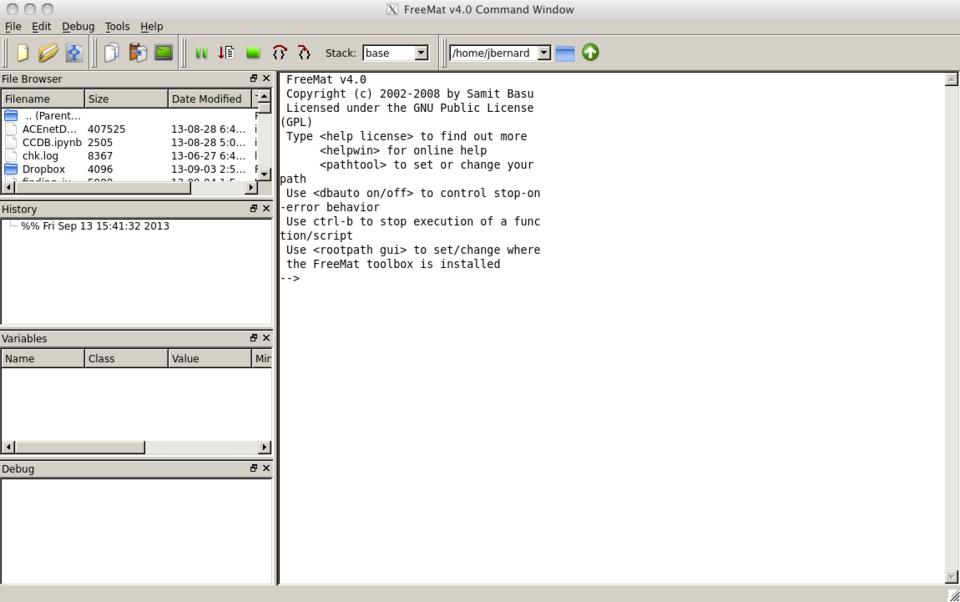 FreeMat v4.0 Command Window
File Edit Debug Tools Help
Stack: base /home/jbernard
File Browser
Filename Size Date Modified
.. (Parent...
ACEnetD... 407525 13-08-28 6:4...
CCDB.ipynb 2505 13-08-28 5:0...
chk.log 8367 13-06-27 6:4...
Dropbox 4096 13-09-03 2:5...
History
%% Fri Sep 13 15:41:32 2013
Variables
Name Class Value Min
Debug
FreeMat v4.0
Copyright (c) 2002-2008 by Samit Basu
Licensed under the GNU Public License
(GPL)
Type <help license> to find out more
<helpwin> for online help
<pathtool> to set or change your
path
Use <dbauto on/off> to control stop-on
-error behavior
Use ctrl-b to stop execution of a func
tion/script
Use <rootpath gui> to set/change where
the FreeMat toolbox is installed
-->